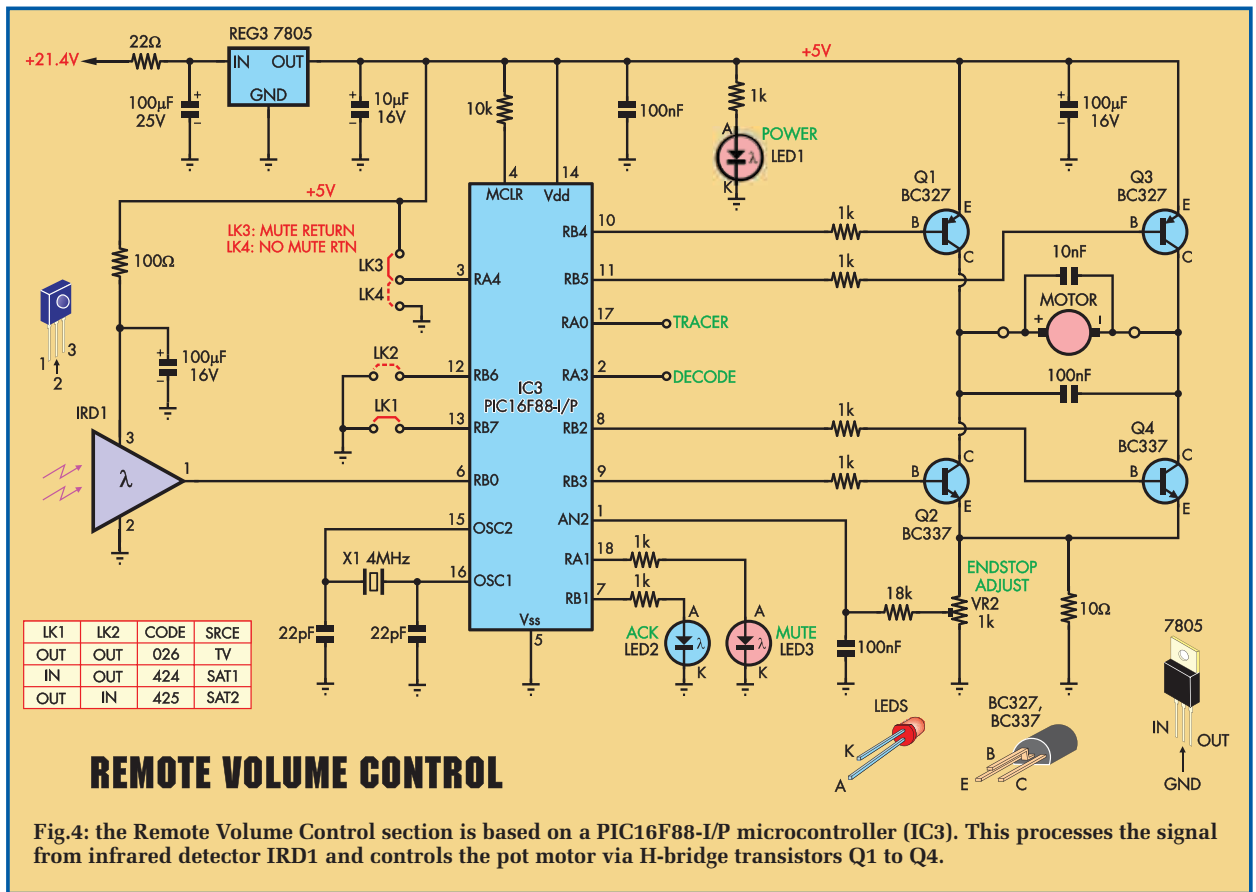 REG3 7805
+21.4V
22Ω
IN OUT
GND
+5V
100µF
25V
10µF
16V
10k
100nF
1k
A
POWER
λ
LED1
K
100µF
16V
4
14
MCLR
Vdd
+5V
LK3: MUTE RETURN
LK4: NO MUTE RTN
100Ω
LK3
LK4
3
RA4
Q1
BC327
Q3
BC327
RB4
10
1k
B
E
C
B
E
C
RB5
11
1k
10nF
MOTOR
+
–
RA0
17
TRACER
1
2
3
100µF
16V
LK2
12
RB6
RA3
2
DECODE
100nF
IC3
PIC16F88-I/P
LK1
13
RB7
RB2
8
1k
IRD1
3
λ
1
2
6
RB0
RB3
9
1k
B
C
E
Q2
BC337
Q4
BC337
B
C
E
15
OSC2
AN2
1
X1 4MHz
16
OSC1
RA1
18
1k
RB1
7
1k
22pF
22pF
Vss
5
ACK
LED2
A
λ
K
A
λ
K
MUTE
LED3
18k
100nF
ENDSTOP
ADJUST
VR2
1k
10Ω
LK1 LK2 CODE SRCE
OUT OUT 026 TV
IN OUT 424 SAT1
OUT IN 425 SAT2
LEDS
K
A
BC327,
BC337
B
E
C
7805
IN
OUT
GND
REMOTE VOLUME CONTROL
Fig.4: the Remote Volume Control section is based on a PIC16F88-I/P microcontroller (IC3). This processes the signal
from infrared detector IRD1 and controls the pot motor via H-bridge transistors Q1 to Q4.